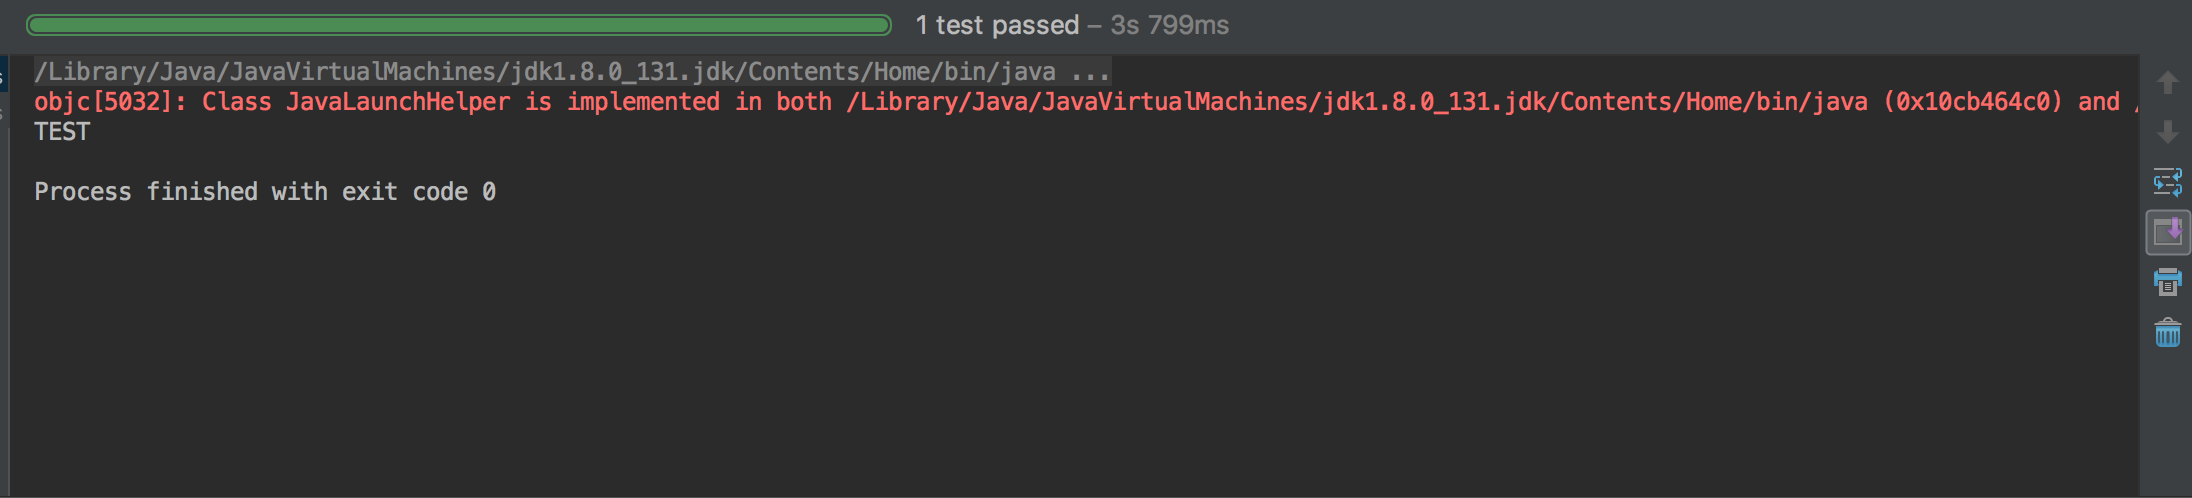 1 test passed – 3s 799ms
/Library/Java/JavaVirtualMachines/jdk1.8.0_131.jdk/Contents/Home/bin/java ...
objc[5032]: Class JavaLaunchHelper is implemented in both /Library/Java/JavaVirtualMachines/jdk1.8.0_131.jdk/Contents/Home/bin/java (0x10cb464c0) and /
TEST
Process finished with exit code 0